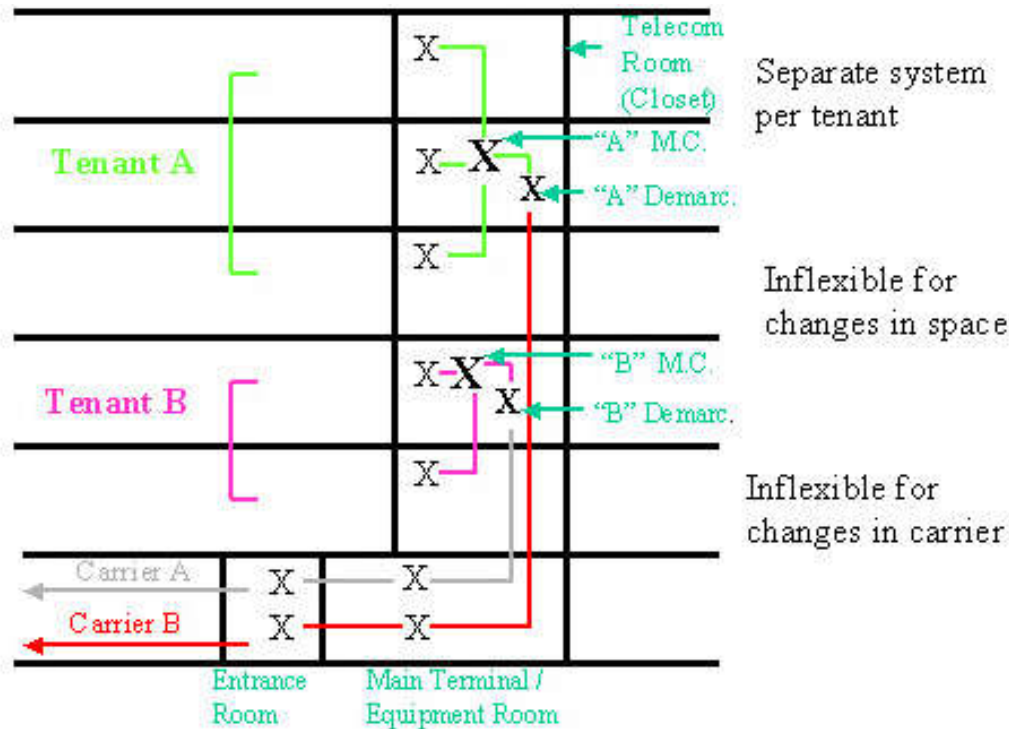 Telecom
Room
(Closet)
Separate system
per tenant
X
Tenant A
X
X
"A" M.C.
X
"A" Demarc.
X
Inflexible for
changes in space
Tenant B
X
X
"B" M.C.
X
"B" Demarc.
X
Inflexible for
changes in carrier
Carrier A
X
X
Carrier B
X
X
Entrance
Room
Main Terminal /
Equipment Room